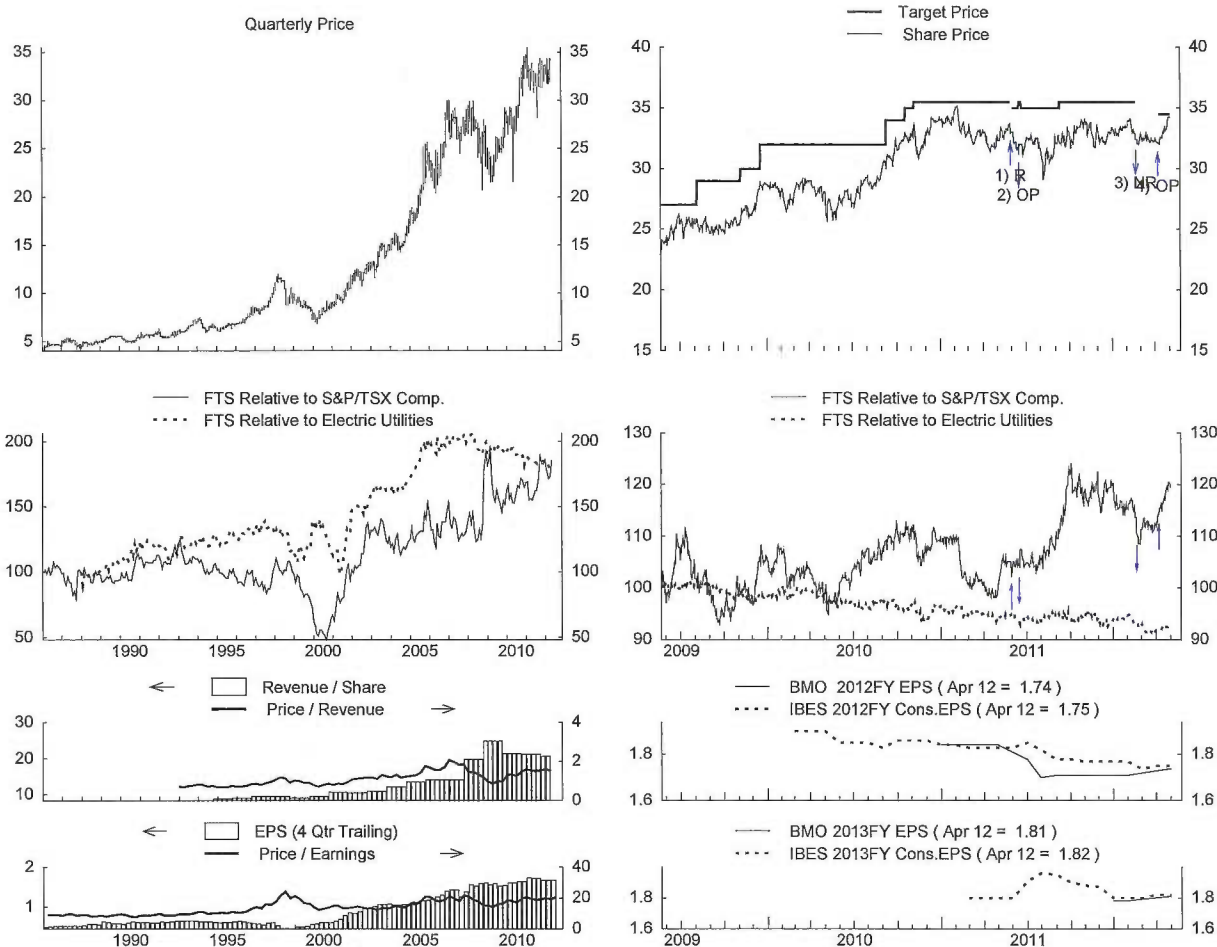 Quarterly Price
35 35
30 30
25 25
20 20
15 15
10 10
5 5
Target Price
Share Price
40 40
35 35
30 30
25 25
20 20
15 15
1) R
2) OP
3) NR
4) OP
FTS Relative to S&P/TSX Comp.
FTS Relative to Electric Utilities
200 200
150 150
100 100
50 50
1990 1995 2000 2005 2010
FTS Relative to S&P/TSX Comp.
FTS Relative to Electric Utilities
130 130
120 120
110 110
100 100
90 90
2009 2010 2011
← Revenue / Share
Price / Revenue →
30 4
20 2
10 0
BMO 2012FY EPS ( Apr 12 = 1.74 )
IBES 2012FY Cons.EPS ( Apr 12 = 1.75 )
1.8 1.8
1.6 1.6
← EPS (4 Qtr Trailing)
Price / Earnings →
2 40
1 20
0
1990 1995 2000 2005 2010
BMO 2013FY EPS ( Apr 12 = 1.81 )
IBES 2013FY Cons.EPS ( Apr 12 = 1.82 )
1.8 1.8
1.6 1.6
2009 2010 2011